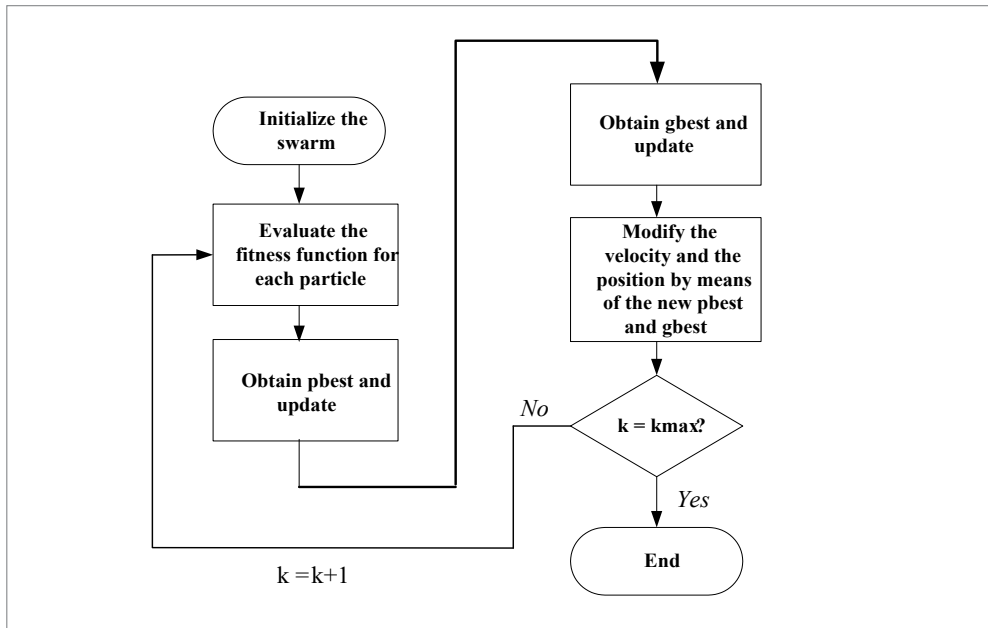 Initialize the
swarm
Evaluate the
fitness function for
each particle
Obtain pbest and
update
Obtain gbest and
update
Modify the
velocity and the
position by means
of the new pbest
and gbest
k = kmax?
No
Yes
End
k =k+1